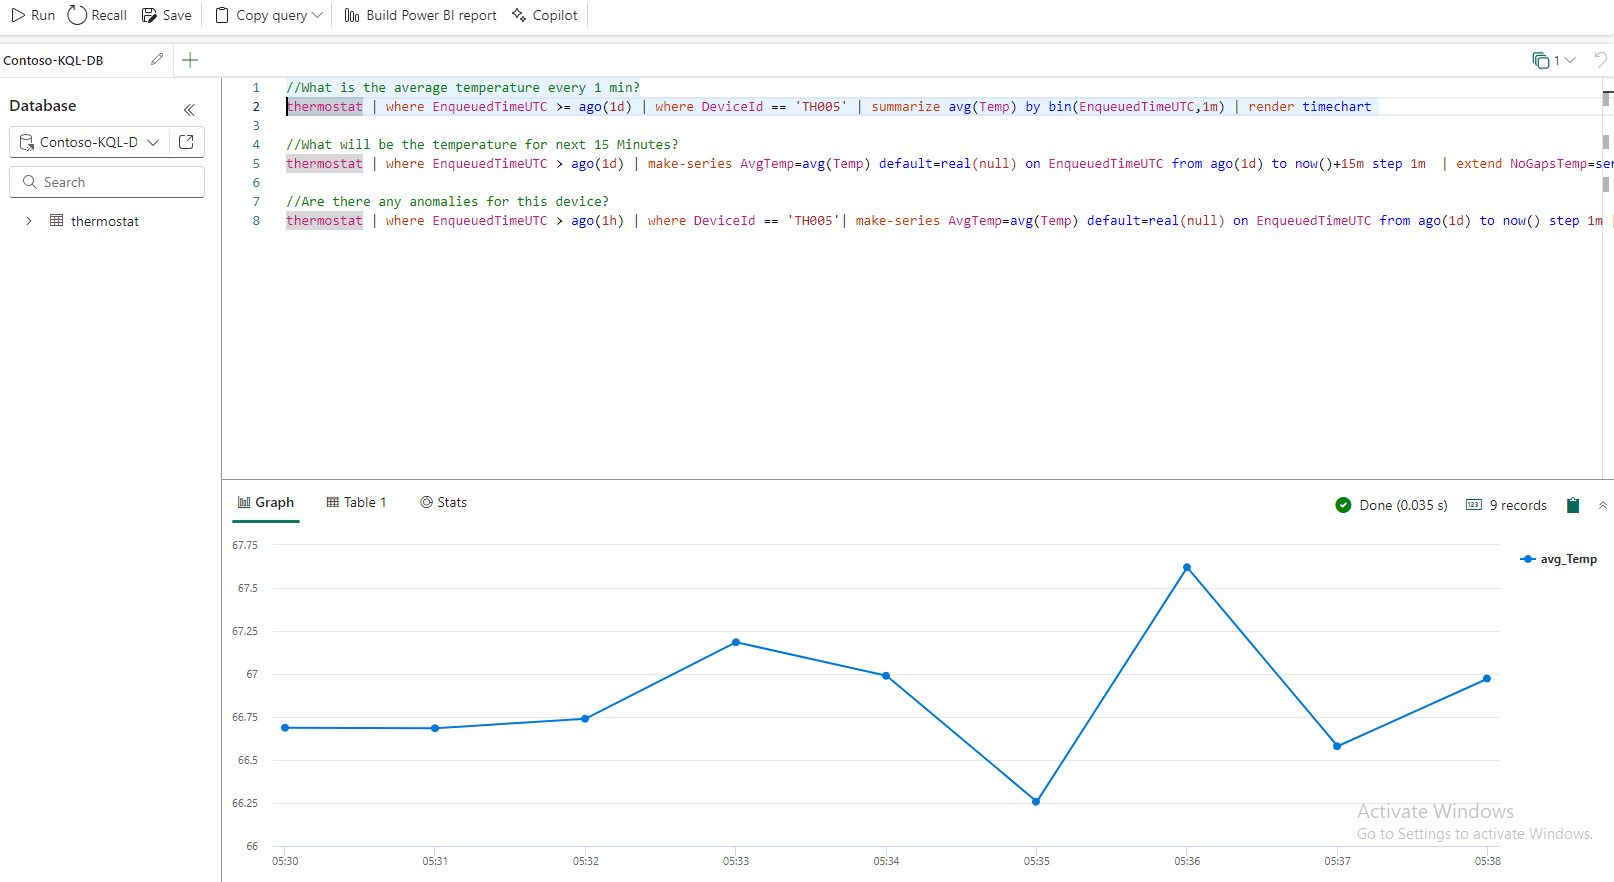 Run Recall Save Copy query Build Power BI report Copilot
Contoso-KQL-DB
1
Database
Contoso-KQL-D
Search
thermostat
1 //What is the average temperature every 1 min?
2 thermostat | where EnqueuedTimeUTC >= ago(1d) | where DeviceId == 'TH005' | summarize avg(Temp) by bin(EnqueuedTimeUTC,1m) | render timechart
3
4 //What will be the temperature for next 15 Minutes?
5 thermostat | where EnqueuedTimeUTC > ago(1d) | make-series AvgTemp=avg(Temp) default=real(null) on EnqueuedTimeUTC from ago(1d) to now()+15m step 1m | extend NoGapsTemp=ser
6
7 //Are there any anomalies for this device?
8 thermostat | where EnqueuedTimeUTC > ago(1h) | where DeviceId == 'TH005'| make-series AvgTemp=avg(Temp) default=real(null) on EnqueuedTimeUTC from ago(1d) to now() step 1m |
Graph Table 1 Stats
Done (0.035 s) 123 9 records
67.75
67.5
67.25
67
66.75
66.5
66.25
66
05:30 05:31 05:32 05:33 05:34 05:35 05:36 05:37 05:38
avg_Temp
Activate Windows
Go to Settings to activate Windows.